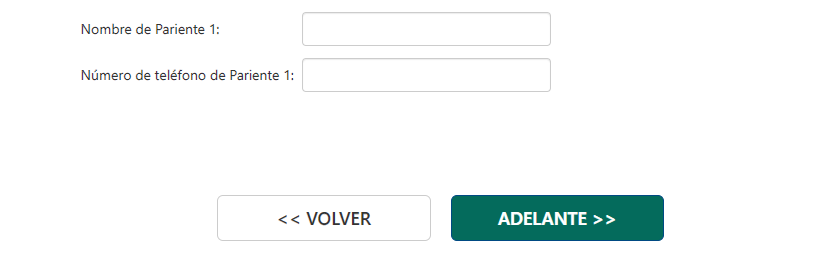 Nombre de Pariente 1:
Número de teléfono de Pariente 1:
<< VOLVER
ADELANTE >>